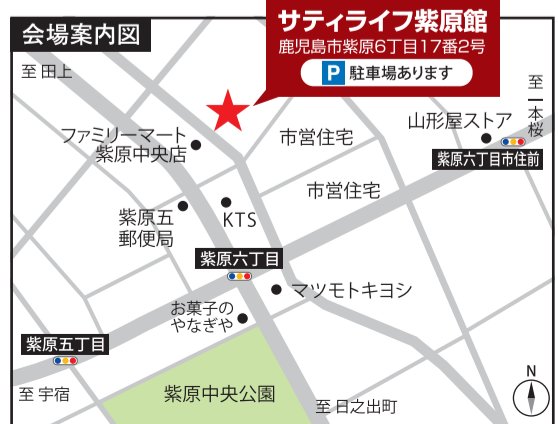 会場案内図
サティライフ紫原館
鹿児島市紫原6丁目17番2号
P 駐車場あります
至 田上
至 一本桜
山形屋ストア
紫原六丁目市住前
ファミリーマート
紫原中央店
市営住宅
市営住宅
紫原五
郵便局
KTS
紫原六丁目
マツモトキヨシ
お菓子の
やなぎや
紫原五丁目
至 宇宿
紫原中央公園
至 日之出町
N